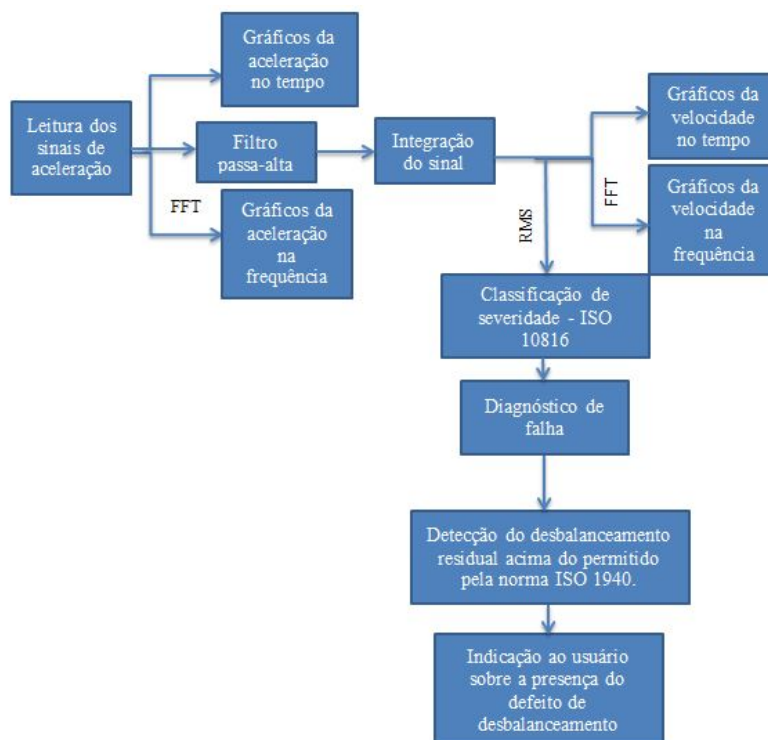 Gráficos da
aceleração
no tempo
Leitura dos
sinais de
aceleração
Filtro
passa-alta
Integração
do sinal
Gráficos da
velocidade
no tempo
FFT
Gráficos da
aceleração
na
frequência
RMS
FFT
Gráficos da
velocidade
na
frequência
Classificação de
severidade - ISO
10816
Diagnóstico de
falha
Detecção do desbalanceamento
residual acima do permitido
pela norma ISO 1940.
Indicação ao usuário
sobre a presença do
defeito de
desbalanceamento